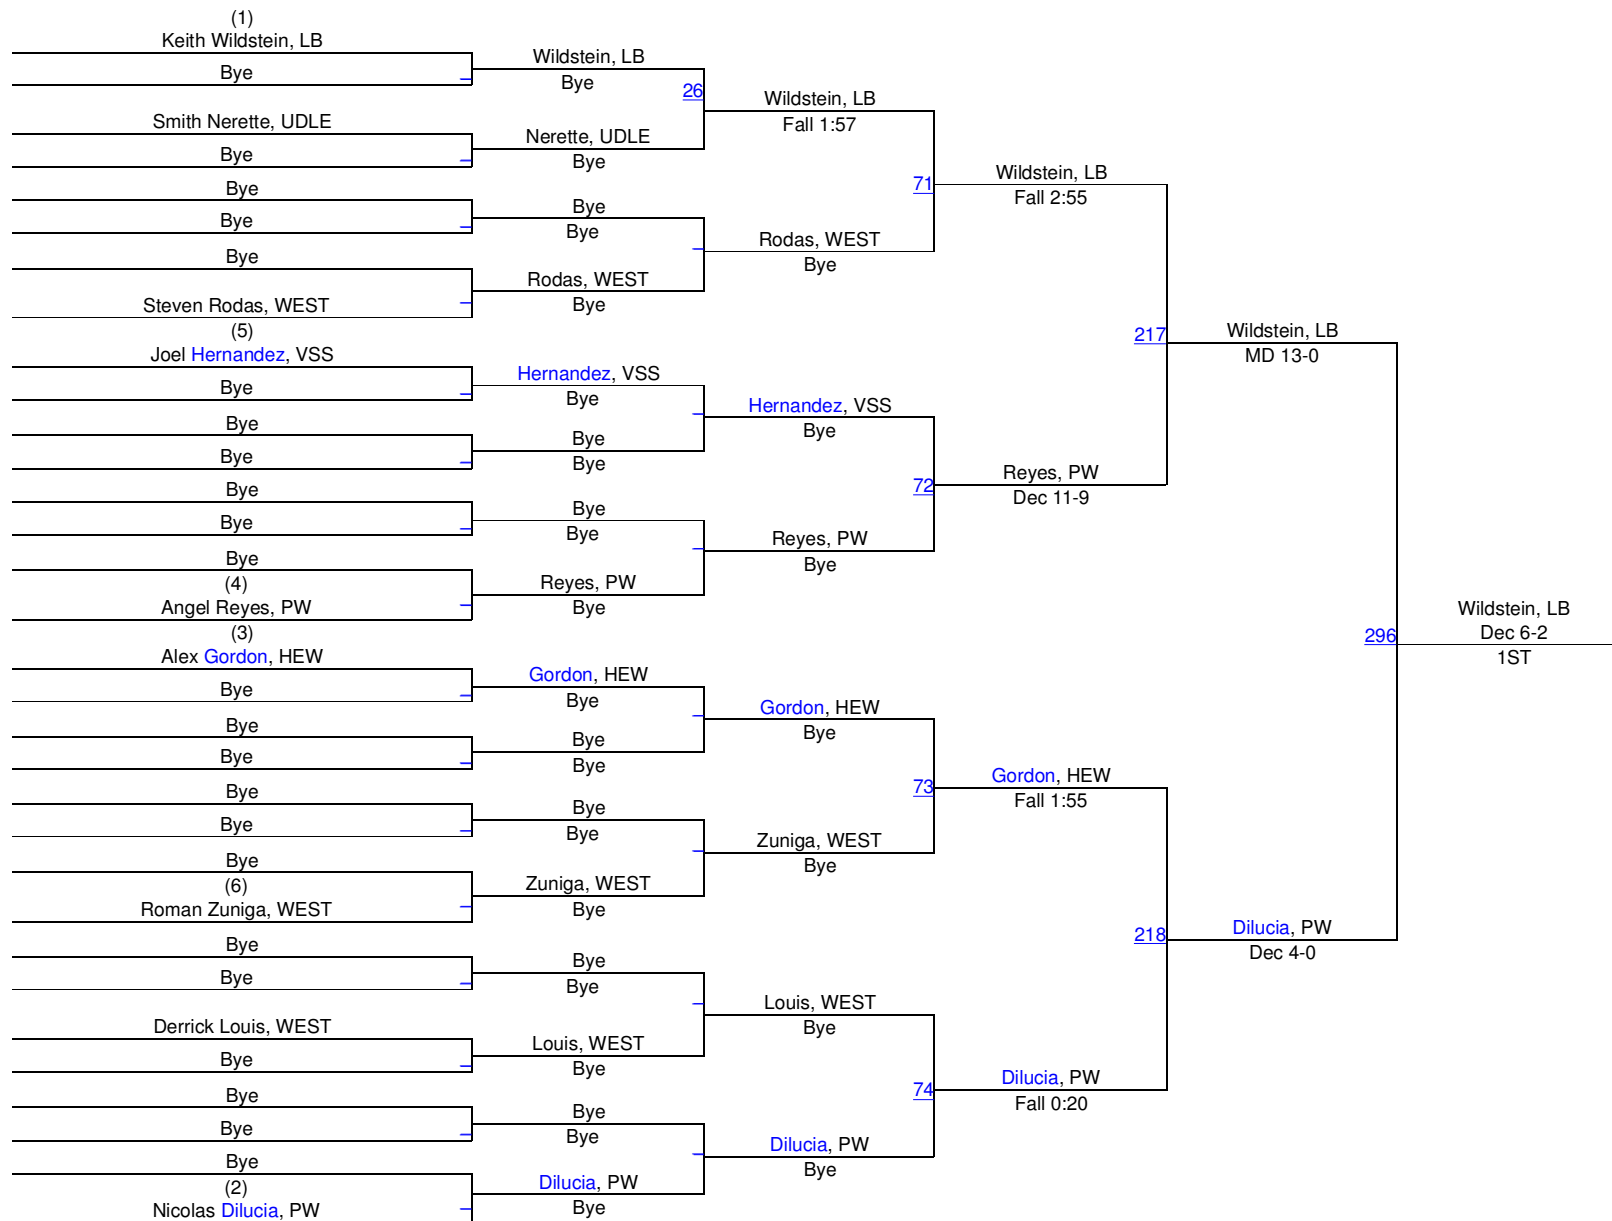 (1)
Keith Wildstein, LB
Bye
Smith Nerette, UDLE
Bye
Bye
Bye
Bye
Steven Rodas, WEST
(5)
Joel Hernandez, VSS
Bye
Bye
Bye
Bye
Bye
Bye
(4)
Angel Reyes, PW
(3)
Alex Gordon, HEW
Bye
Bye
Bye
Bye
Bye
Bye
(6)
Roman Zuniga, WEST
Bye
Bye
Derrick Louis, WEST
Bye
Bye
Bye
Bye
(2)
Nicolas Dilucia, PW
Wildstein, LB
Bye
26
Nerette, UDLE
Bye
Bye
Bye
Rodas, WEST
Bye
Hernandez, VSS
Bye
Bye
Bye
Bye
Bye
Reyes, PW
Bye
Gordon, HEW
Bye
Bye
Bye
Bye
Bye
Zuniga, WEST
Bye
Bye
Bye
Louis, WEST
Bye
Bye
Bye
Dilucia, PW
Bye
Wildstein, LB
Fall 1:57
71
Rodas, WEST
Bye
Hernandez, VSS
Bye
72
Reyes, PW
Bye
Gordon, HEW
Bye
73
Zuniga, WEST
Bye
Louis, WEST
Bye
74
Dilucia, PW
Bye
Wildstein, LB
Fall 2:55
217
Reyes, PW
Dec 11-9
Gordon, HEW
Fall 1:55
218
Dilucia, PW
Fall 0:20
Wildstein, LB
MD 13-0
296
Dilucia, PW
Dec 4-0
Wildstein, LB
Dec 6-2
1ST